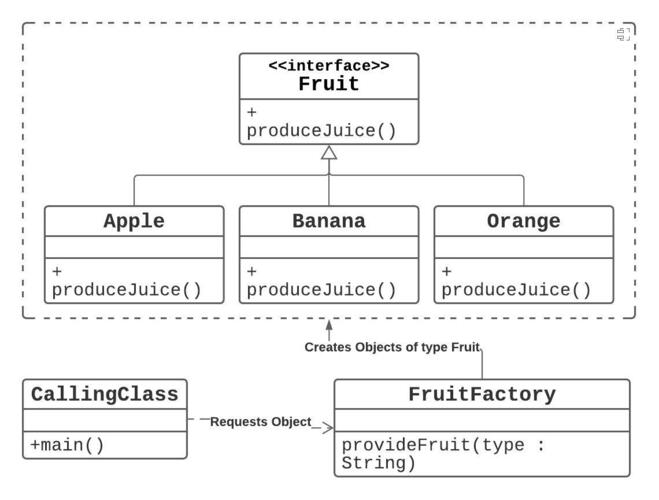 <<interface>>
Fruit
+
produceJuice()
Apple
+
produceJuice()
Banana
+
produceJuice()
Orange
+
produceJuice()
Creates Objects of type Fruit
CallingClass
+main()
Requests Object
FruitFactory
provideFruit(type :
String)